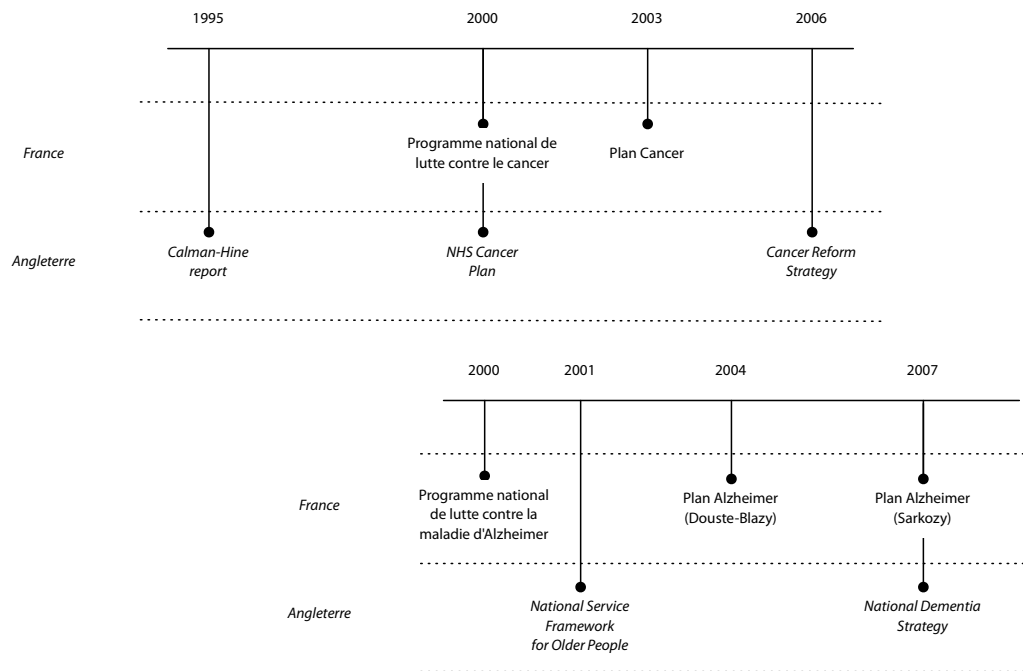 1995 2000 2003 2006
France
Programme national de
lutte contre le cancer
Plan Cancer
Angleterre
Calman-Hine
report
NHS Cancer
Plan
Cancer Reform
Strategy
2000 2001 2004 2007
France
Programme national
de lutte contre la
maladie d'Alzheimer
Plan Alzheimer
(Douste-Blazy)
Plan Alzheimer
(Sarkozy)
Angleterre
National Service
Framework
for Older People
National Dementia
Strategy